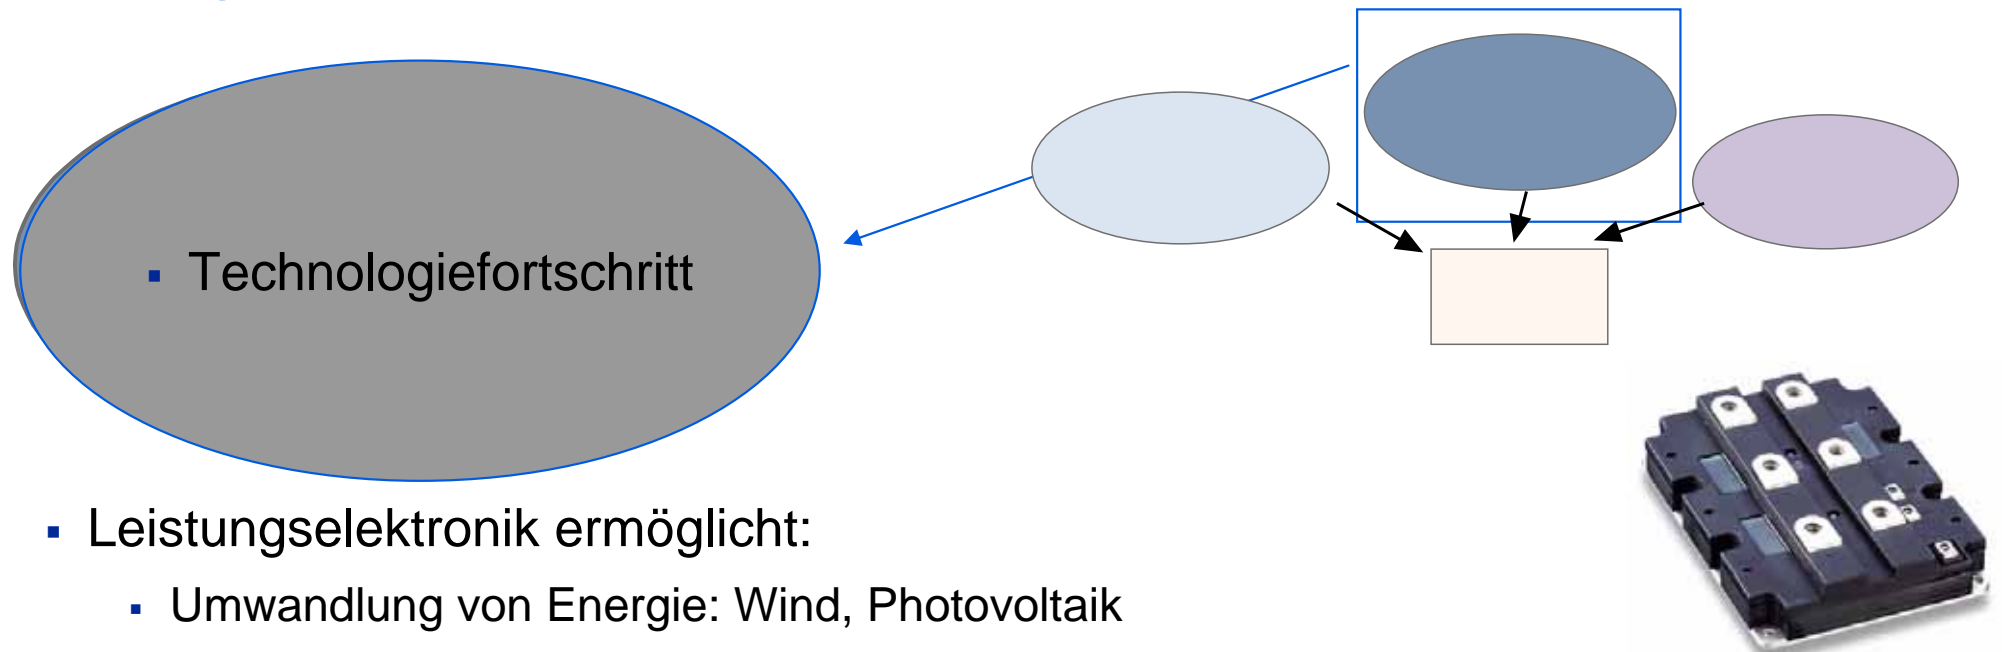 ▪ Technologiefortschritt
▪ Leistungselektronik ermöglicht:
▪ Umwandlung von Energie: Wind, Photovoltaik